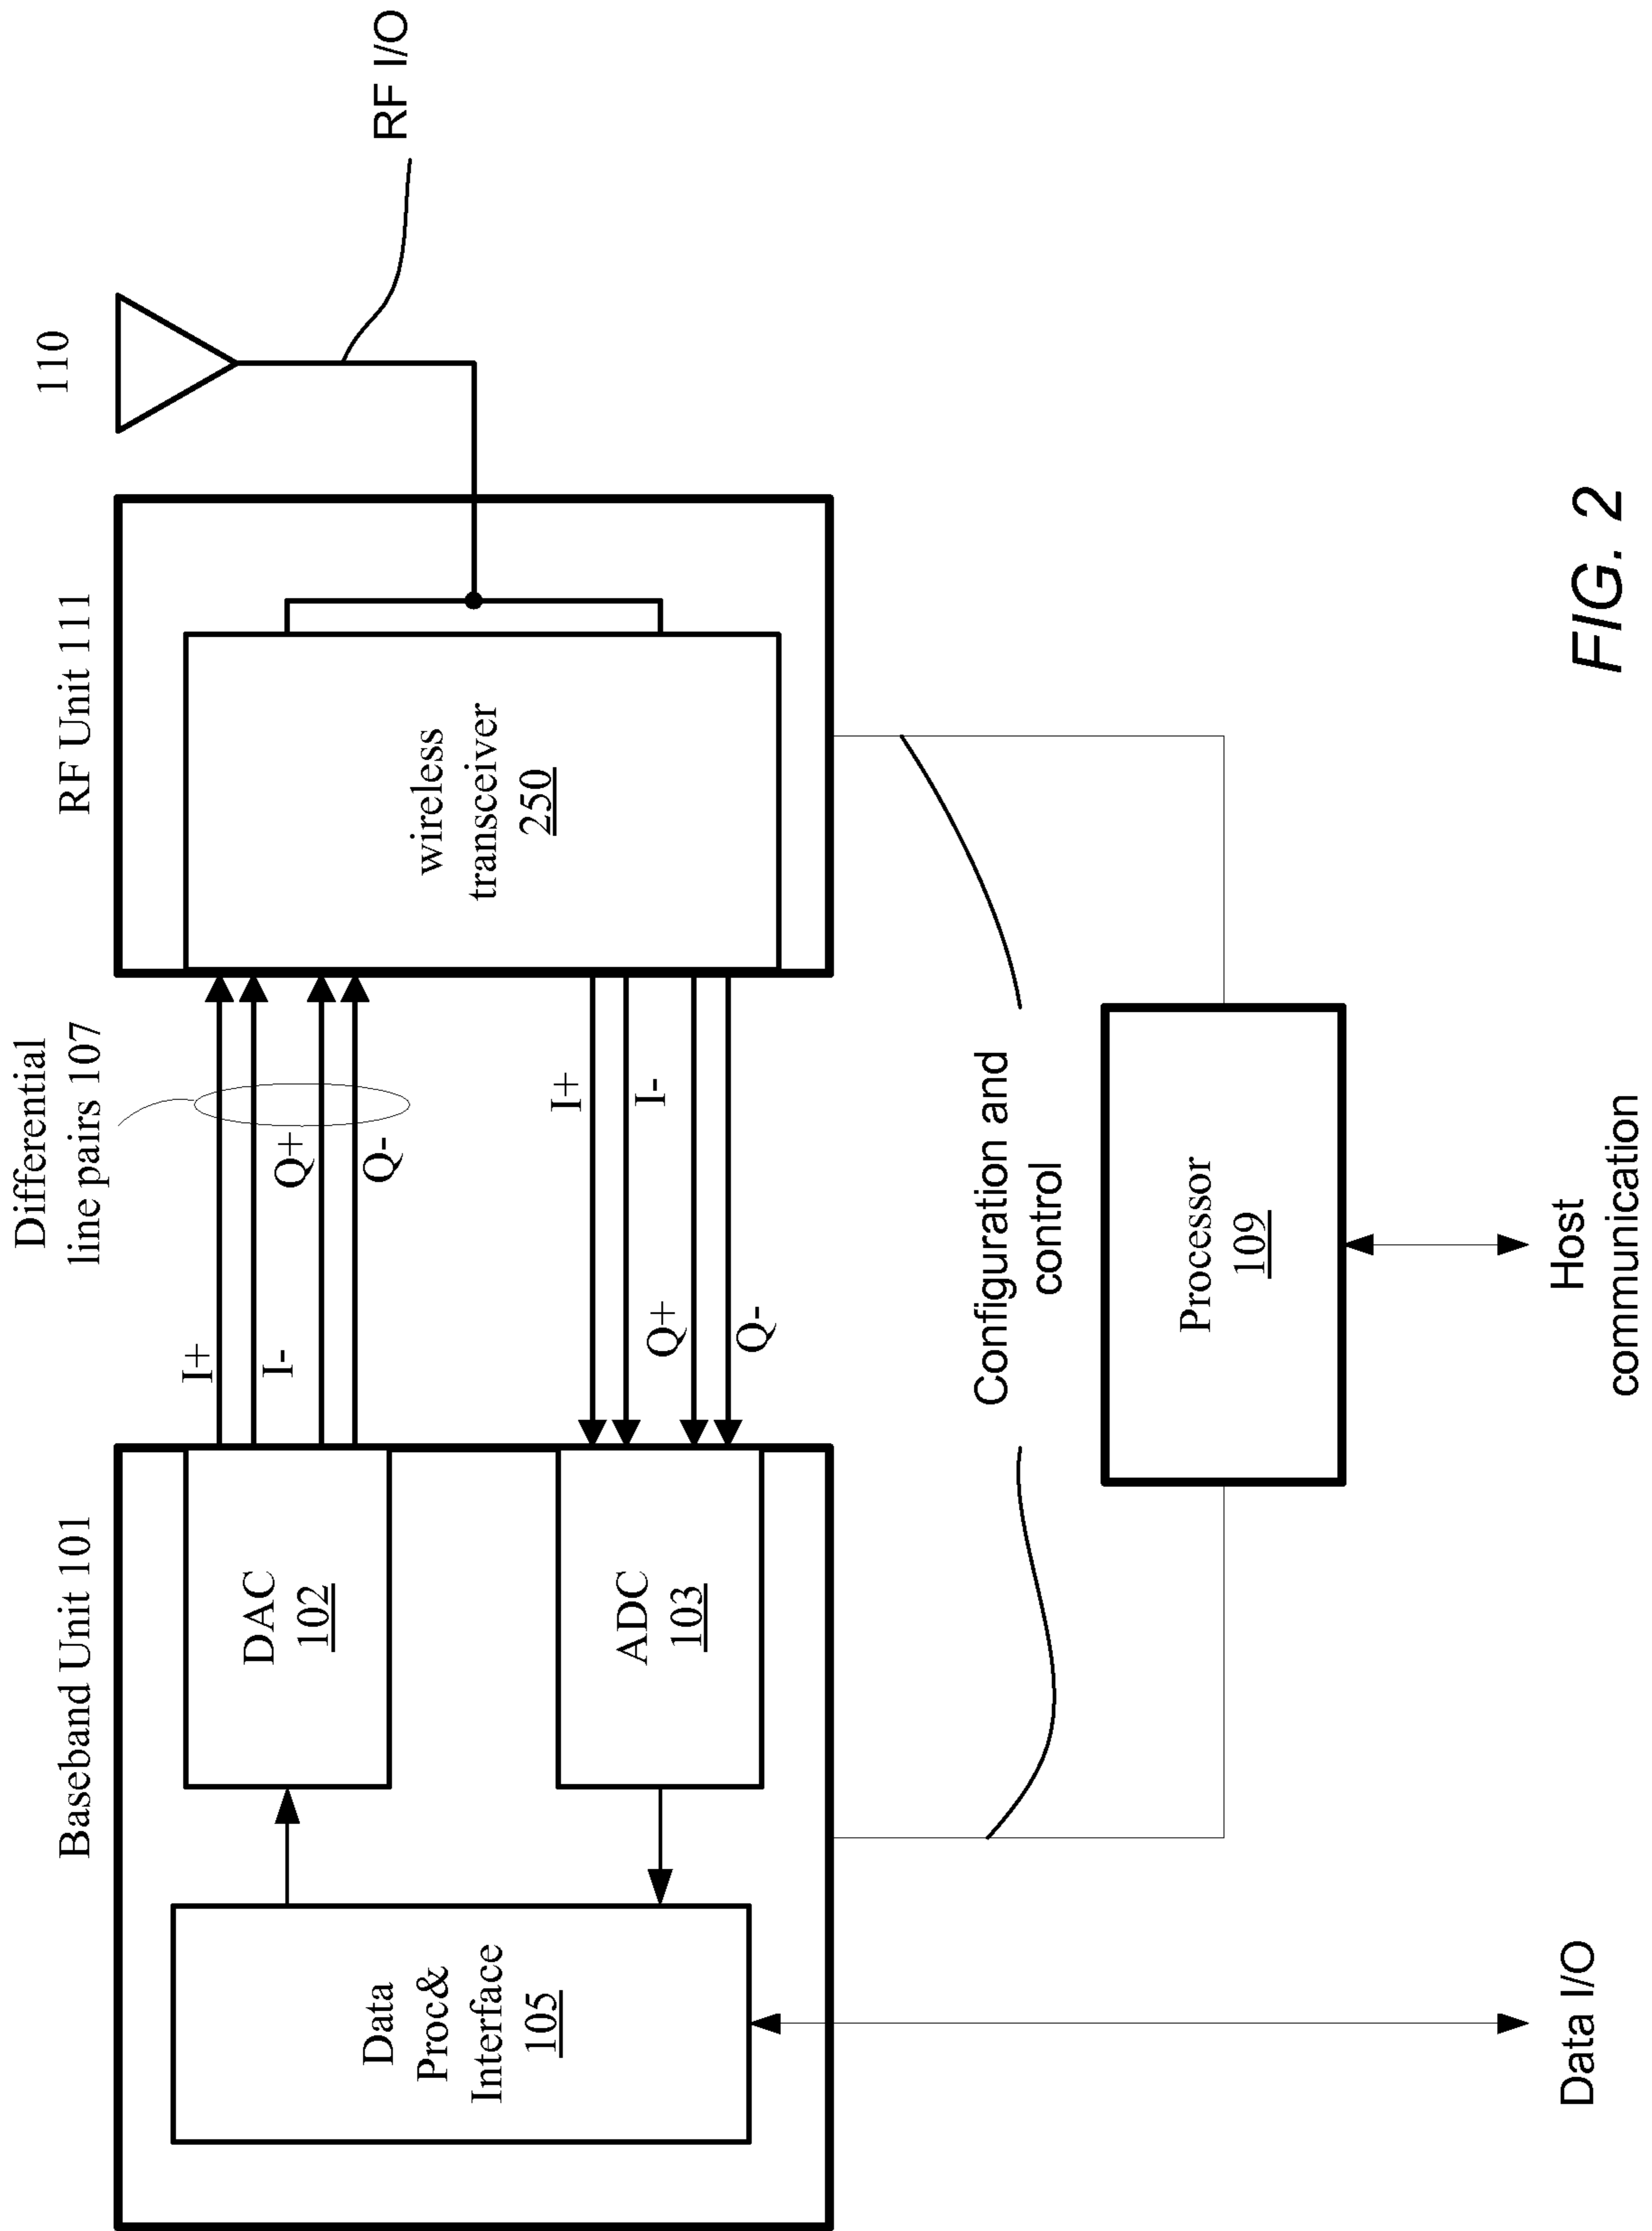 Baseband Unit 101
Differential
line pairs 107
RF Unit 111
110
RF I/O
Data
Proc&
Interface
105
DAC
102
ADC
103
I+
I-
Q+
Q-
I+
I-
Q+
Q-
wireless
transceiver
250
Configuration and
control
Processor
109
Data I/O
Host
communication
FIG. 2